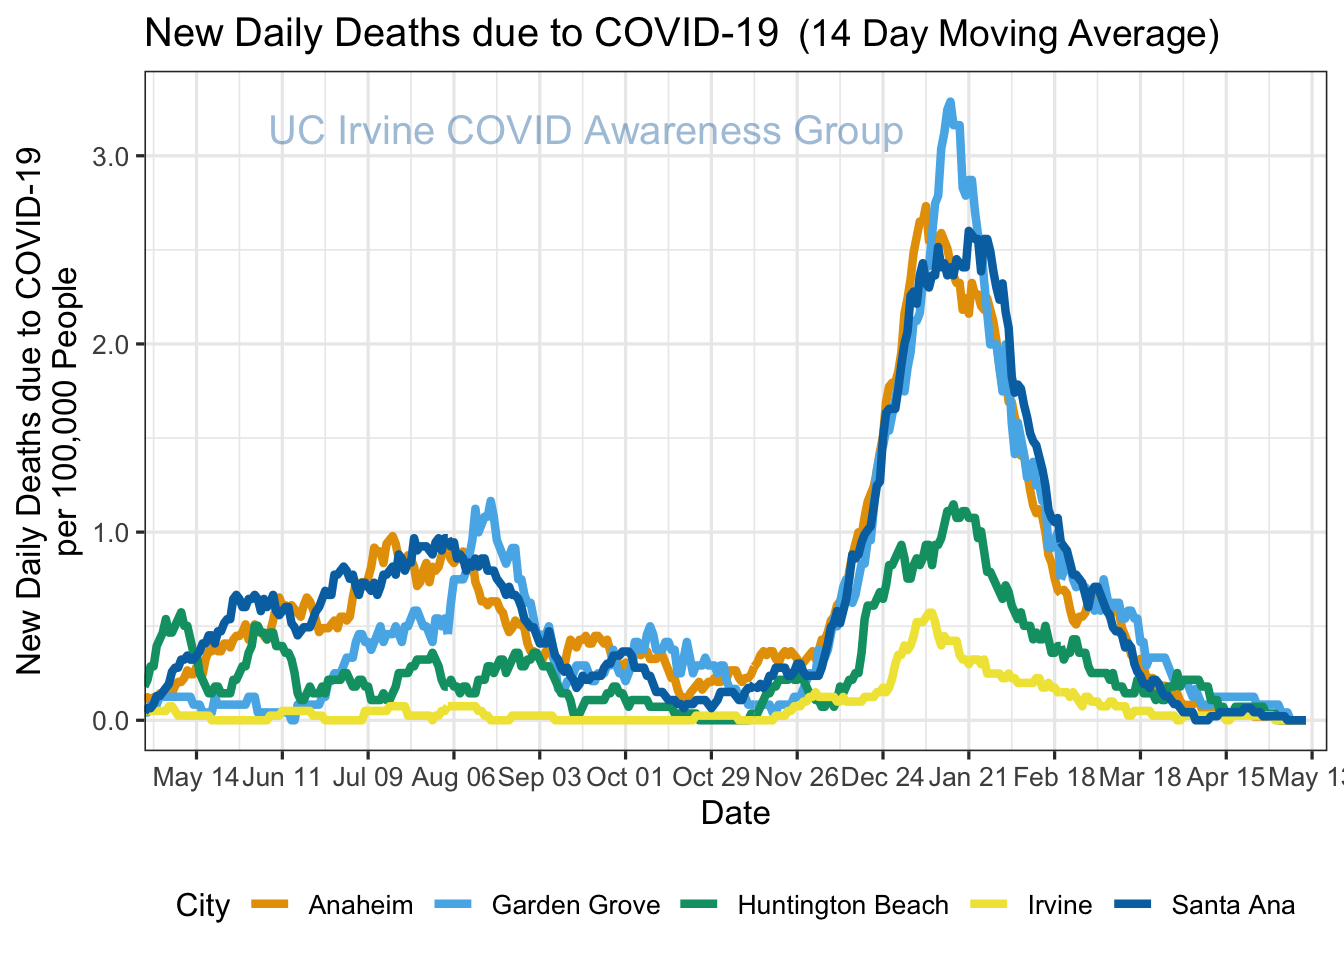 New Daily Deaths due to COVID-19 (14 Day Moving Average)
UC Irvine COVID Awareness Group
New Daily Deaths due to COVID-19
per 100,000 People
3.0
2.0
1.0
0.0
May 14 Jun 11 Jul 09 Aug 06 Sep 03 Oct 01 Oct 29 Nov 26 Dec 24 Jan 21 Feb 18 Mar 18 Apr 15 May 13
Date
City Anaheim Garden Grove Huntington Beach Irvine Santa Ana